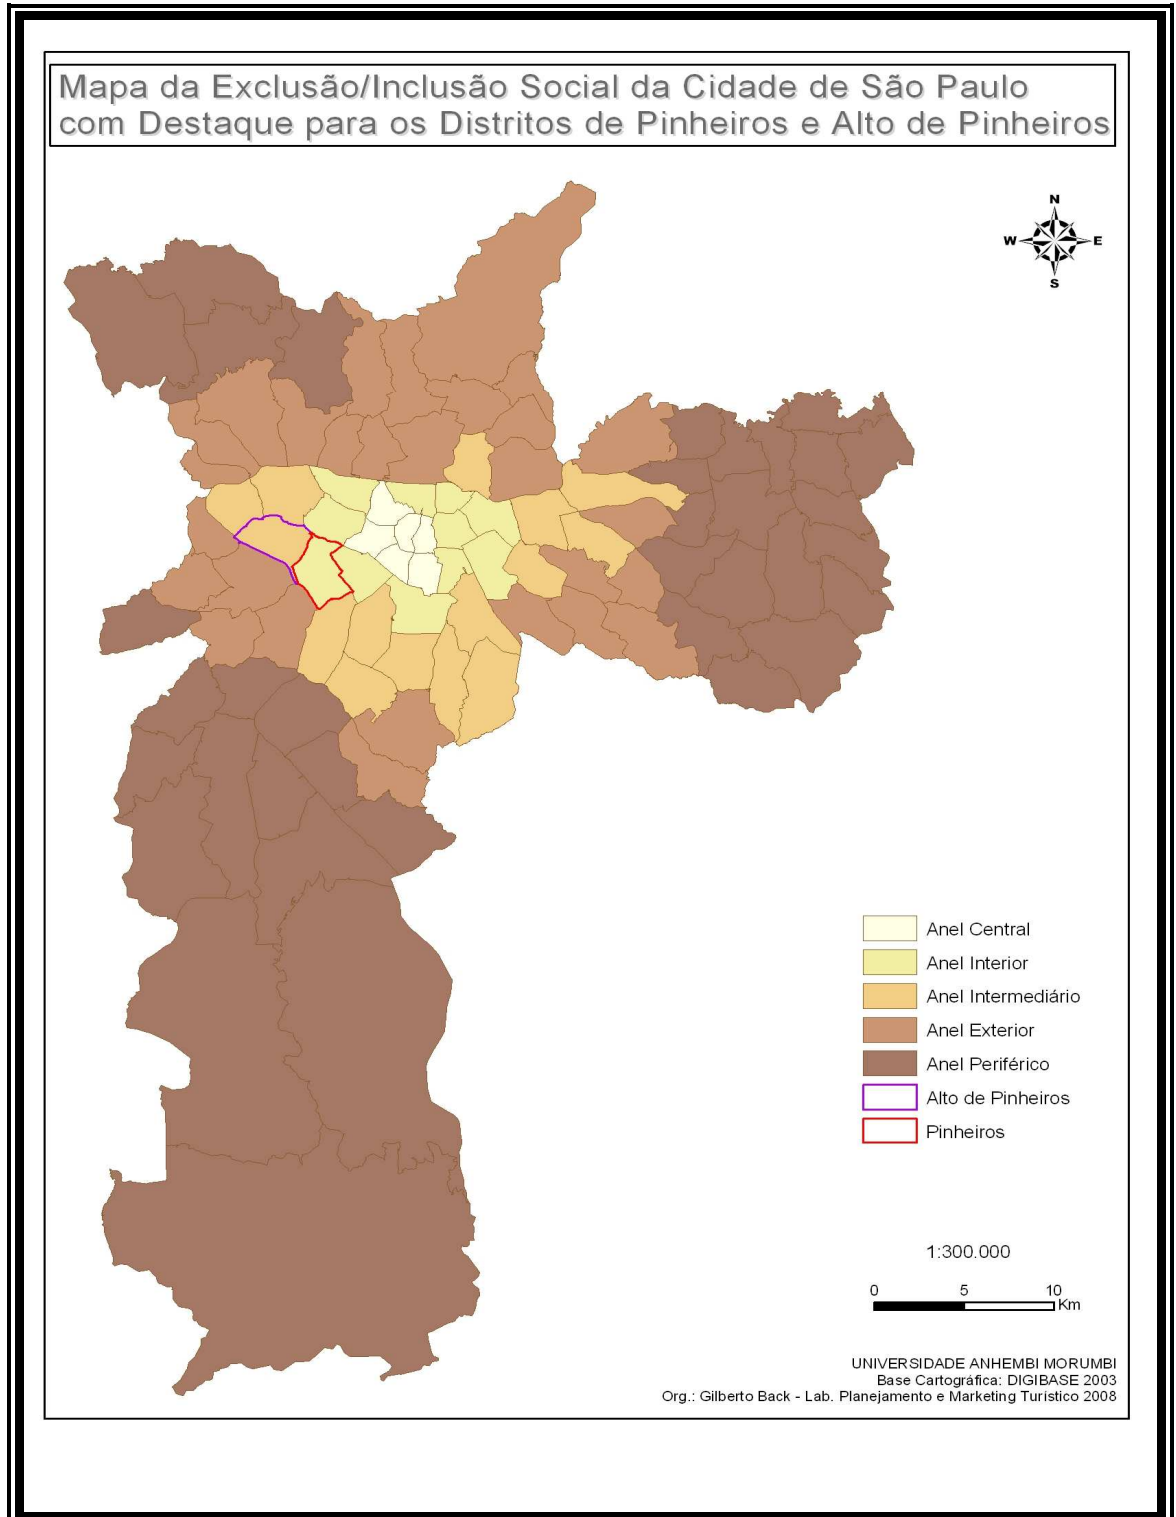 Mapa da Exclusão/Inclusão Social da Cidade de São Paulo
com Destaque para os Distritos de Pinheiros e Alto de Pinheiros
N
W E
S
Anel Central
Anel Interior
Anel Intermediário
Anel Exterior
Anel Periférico
Alto de Pinheiros
Pinheiros
1:300.000
0 5 10
Km
UNIVERSIDADE ANHEMBI MORUMBI
Base Cartográfica: DIGIBASE 2003
Org.: Gilberto Back - Lab. Planejamento e Marketing Turístico 2008